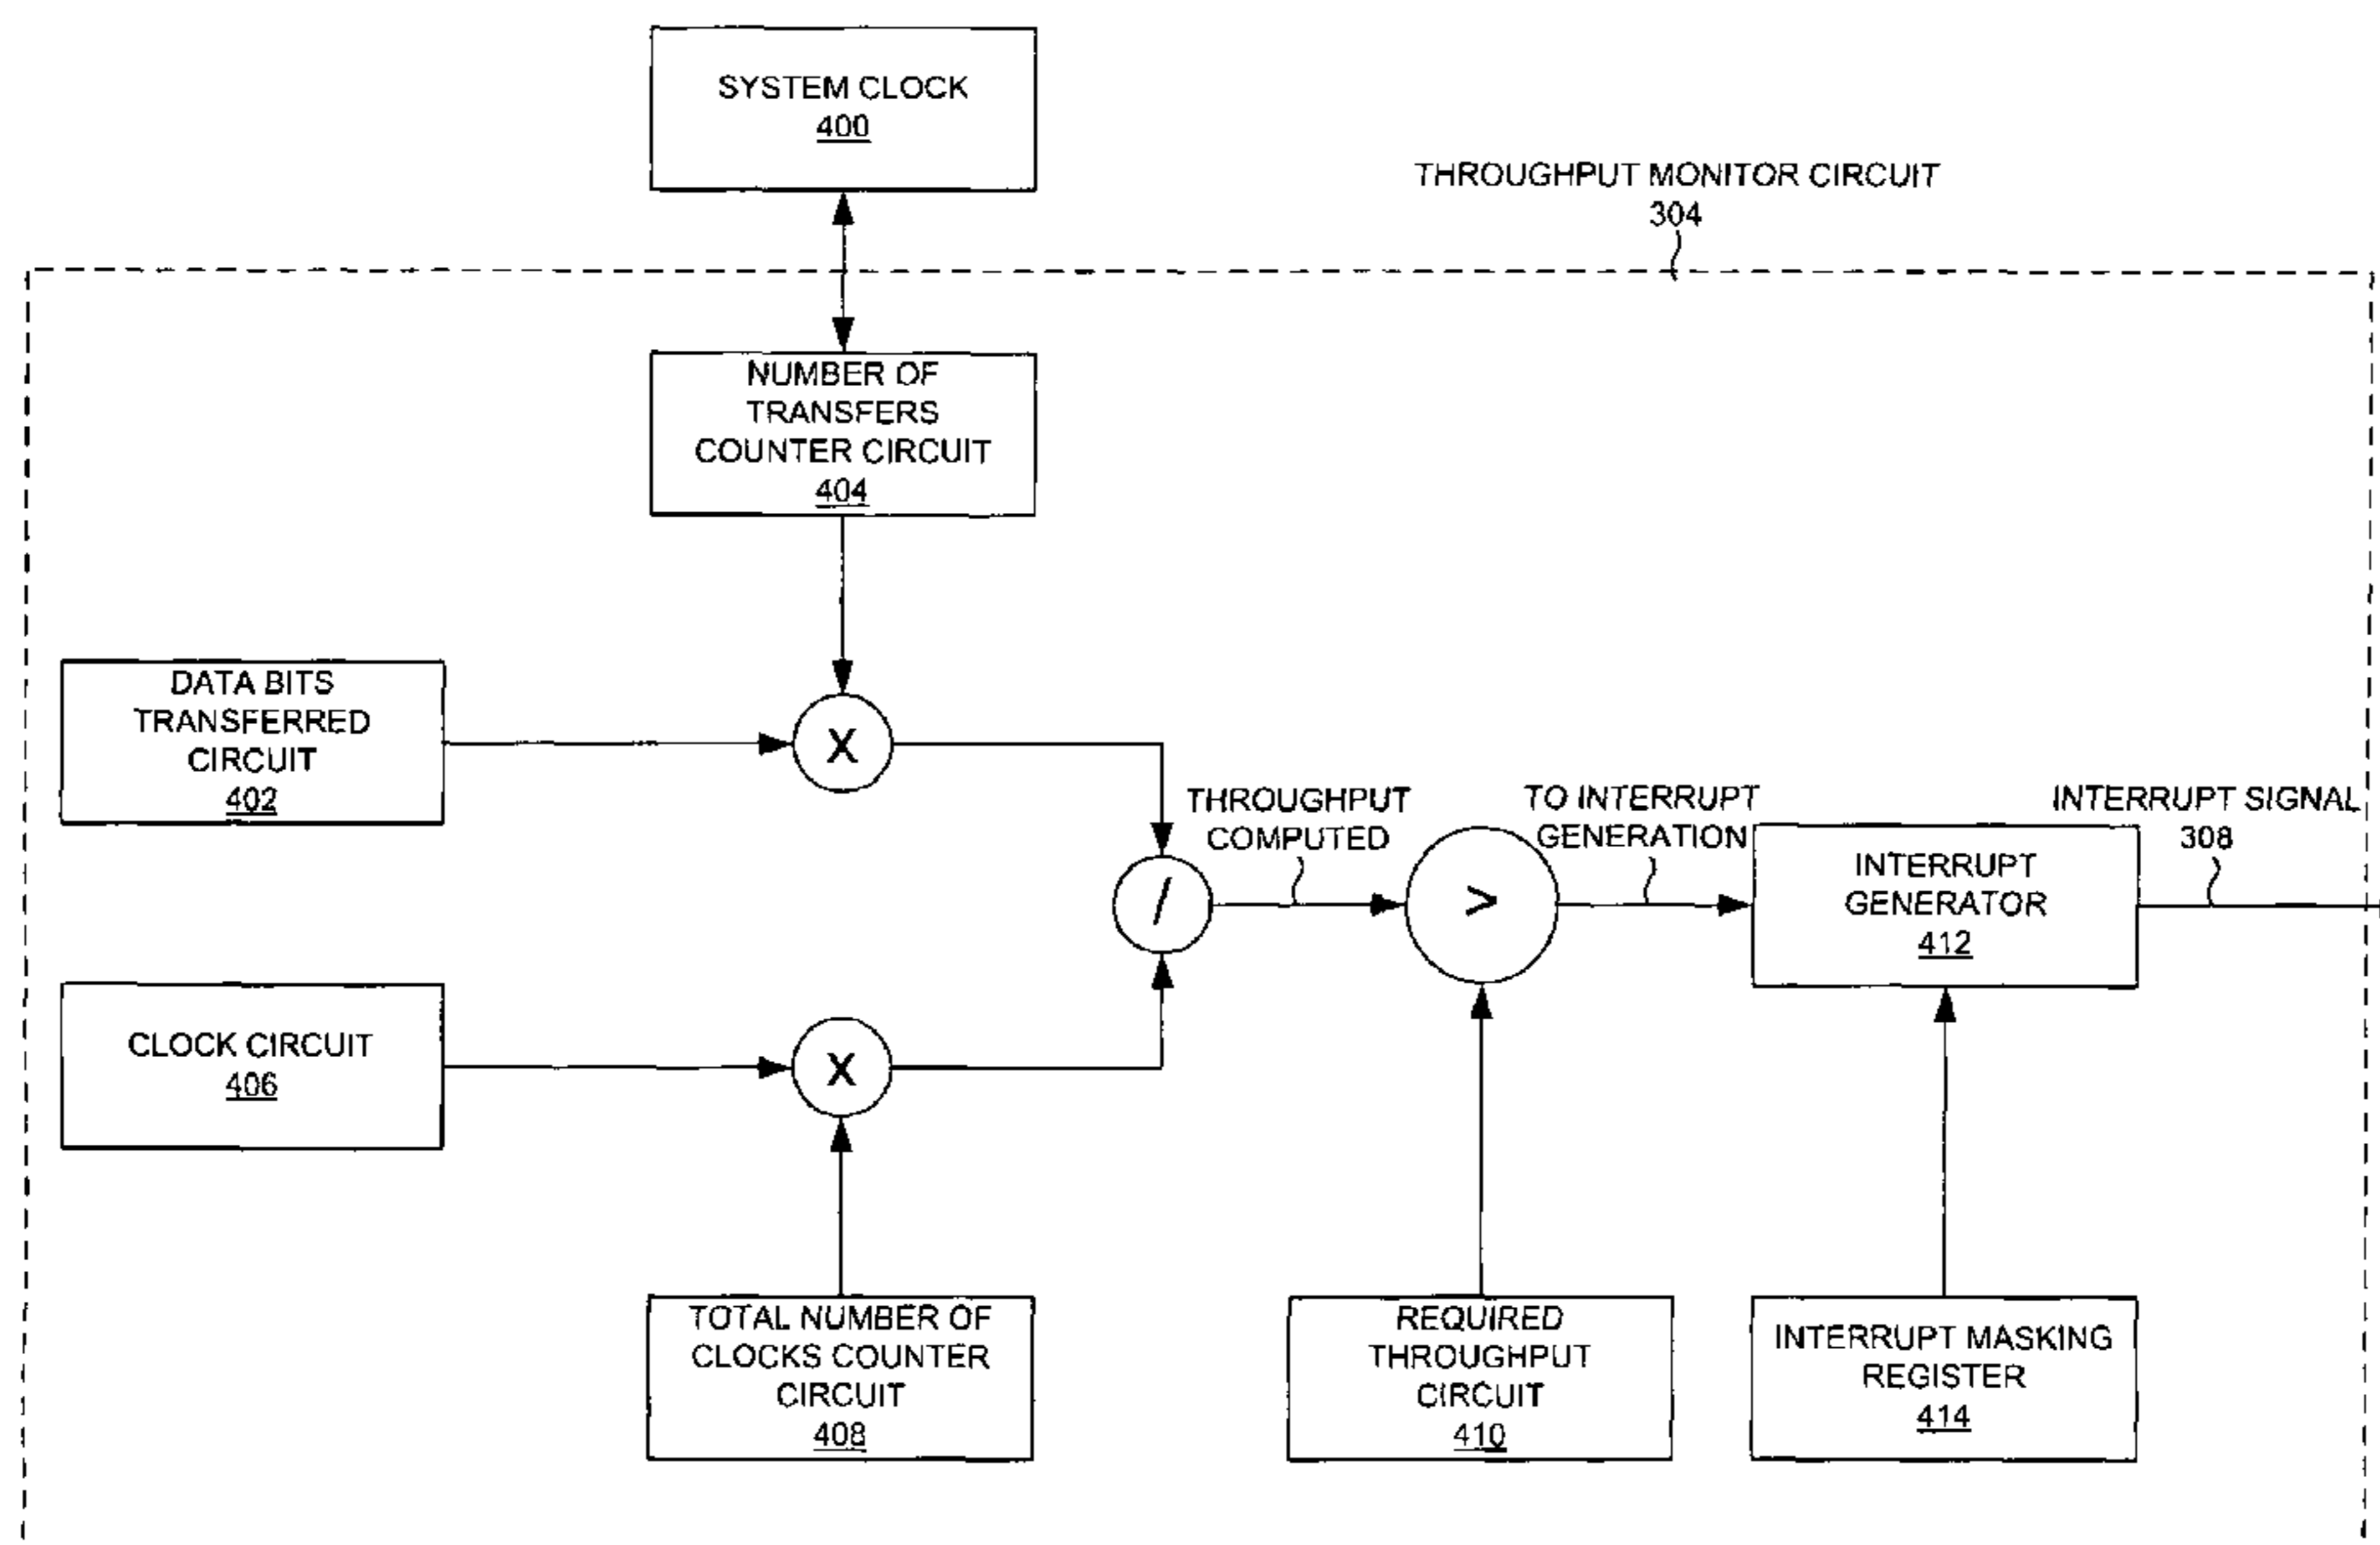 SYSTEM CLOCK
400
THROUGHPUT MONITOR CIRCUIT
304
NUMBER OF
TRANSFERS
COUNTER CIRCUIT
404
DATA BITS
TRANSFERRED
CIRCUIT
402
X
THROUGHPUT
COMPUTED
/
TO INTERRUPT
GENERATION
>
INTERRUPT
GENERATOR
412
INTERRUPT SIGNAL
308
CLOCK CIRCUIT
406
X
TOTAL NUMBER OF
CLOCKS COUNTER
CIRCUIT
408
REQUIRED
THROUGHPUT
CIRCUIT
410
INTERRUPT MASKING
REGISTER
414